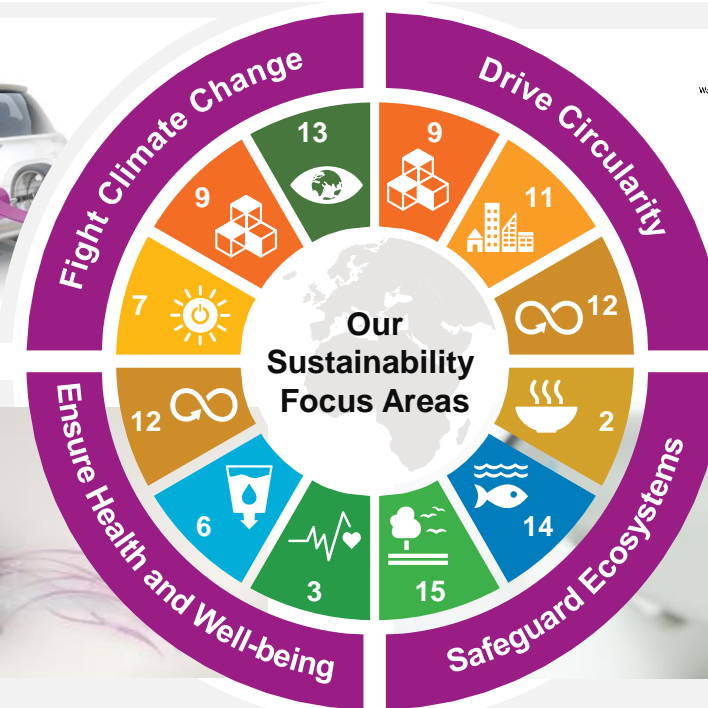 Fight Climate Change
Drive Circularity
13
9
9
11
7
12
Our
Sustainability
Focus Areas
12
2
6
14
3
15
Ensure Health and Well-being
Safeguard Ecosystems